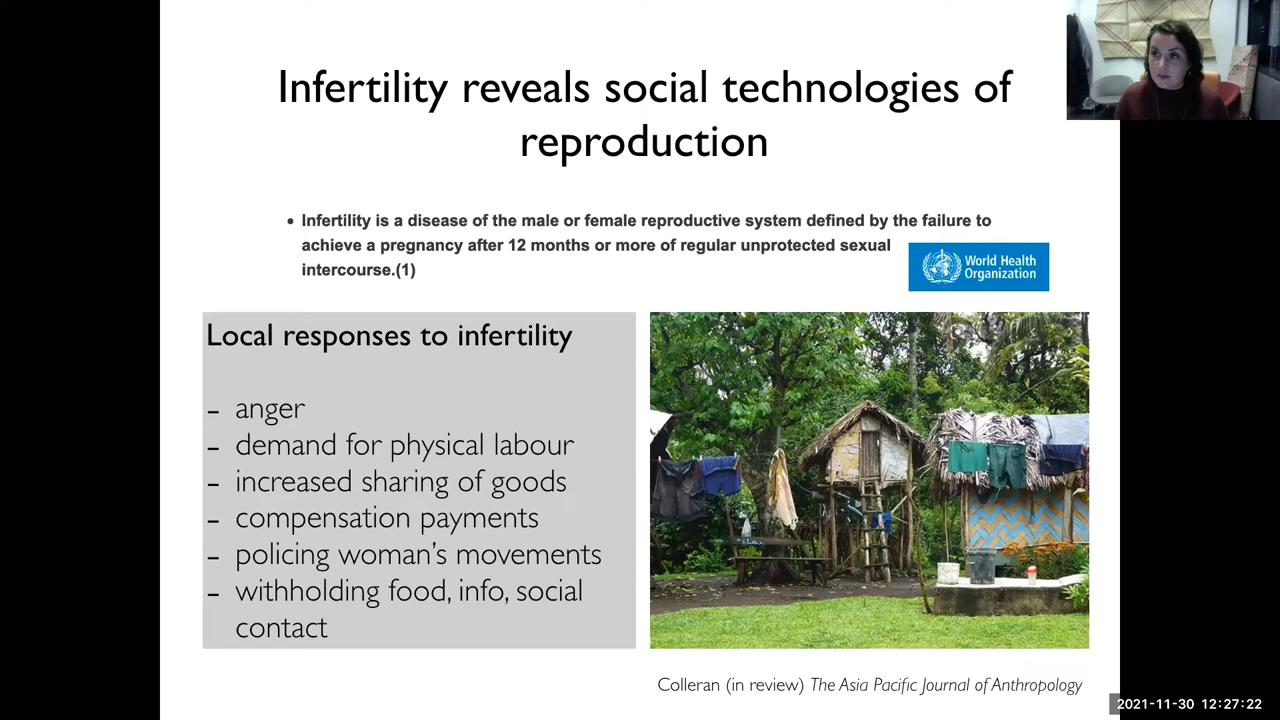 Infertility reveals social technologies of
reproduction
• Infertility is a disease of the male or female reproductive system defined by the failure to
achieve a pregnancy after 12 months or more of regular unprotected sexual
intercourse.(1)
World Health
Organization
Local responses to infertility
- anger
- demand for physical labour
- increased sharing of goods
- compensation payments
- policing woman's movements
- withholding food, info, social
contact
Colleran (in review) The Asia Pacific Journal of Anthropology
2021-11-30 12:27:22